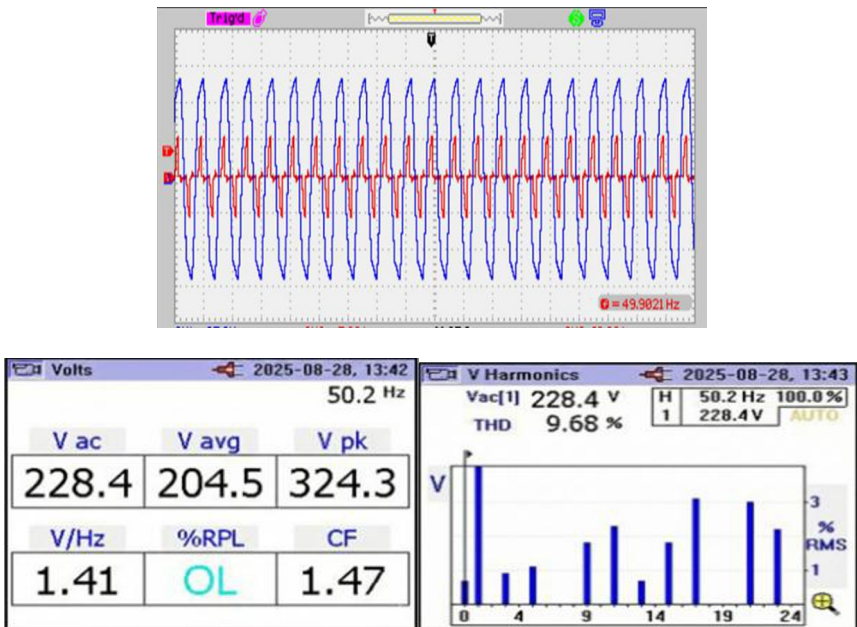 Trig'd
T
T
= 49.9021Hz
Volts 2025-08-28, 13:42
50.2 Hz
V ac V avg V pk
228.4 204.5 324.3
V/Hz %RPL CF
1.41 OL 1.47
V Harmonics 2025-08-28, 13:43
Vac[1] 228.4 V H 50.2 Hz 100.0%
THD 9.68 % 1 228.4V AUTO
V
3
%
RMS
1
0 4 9 14 19 24